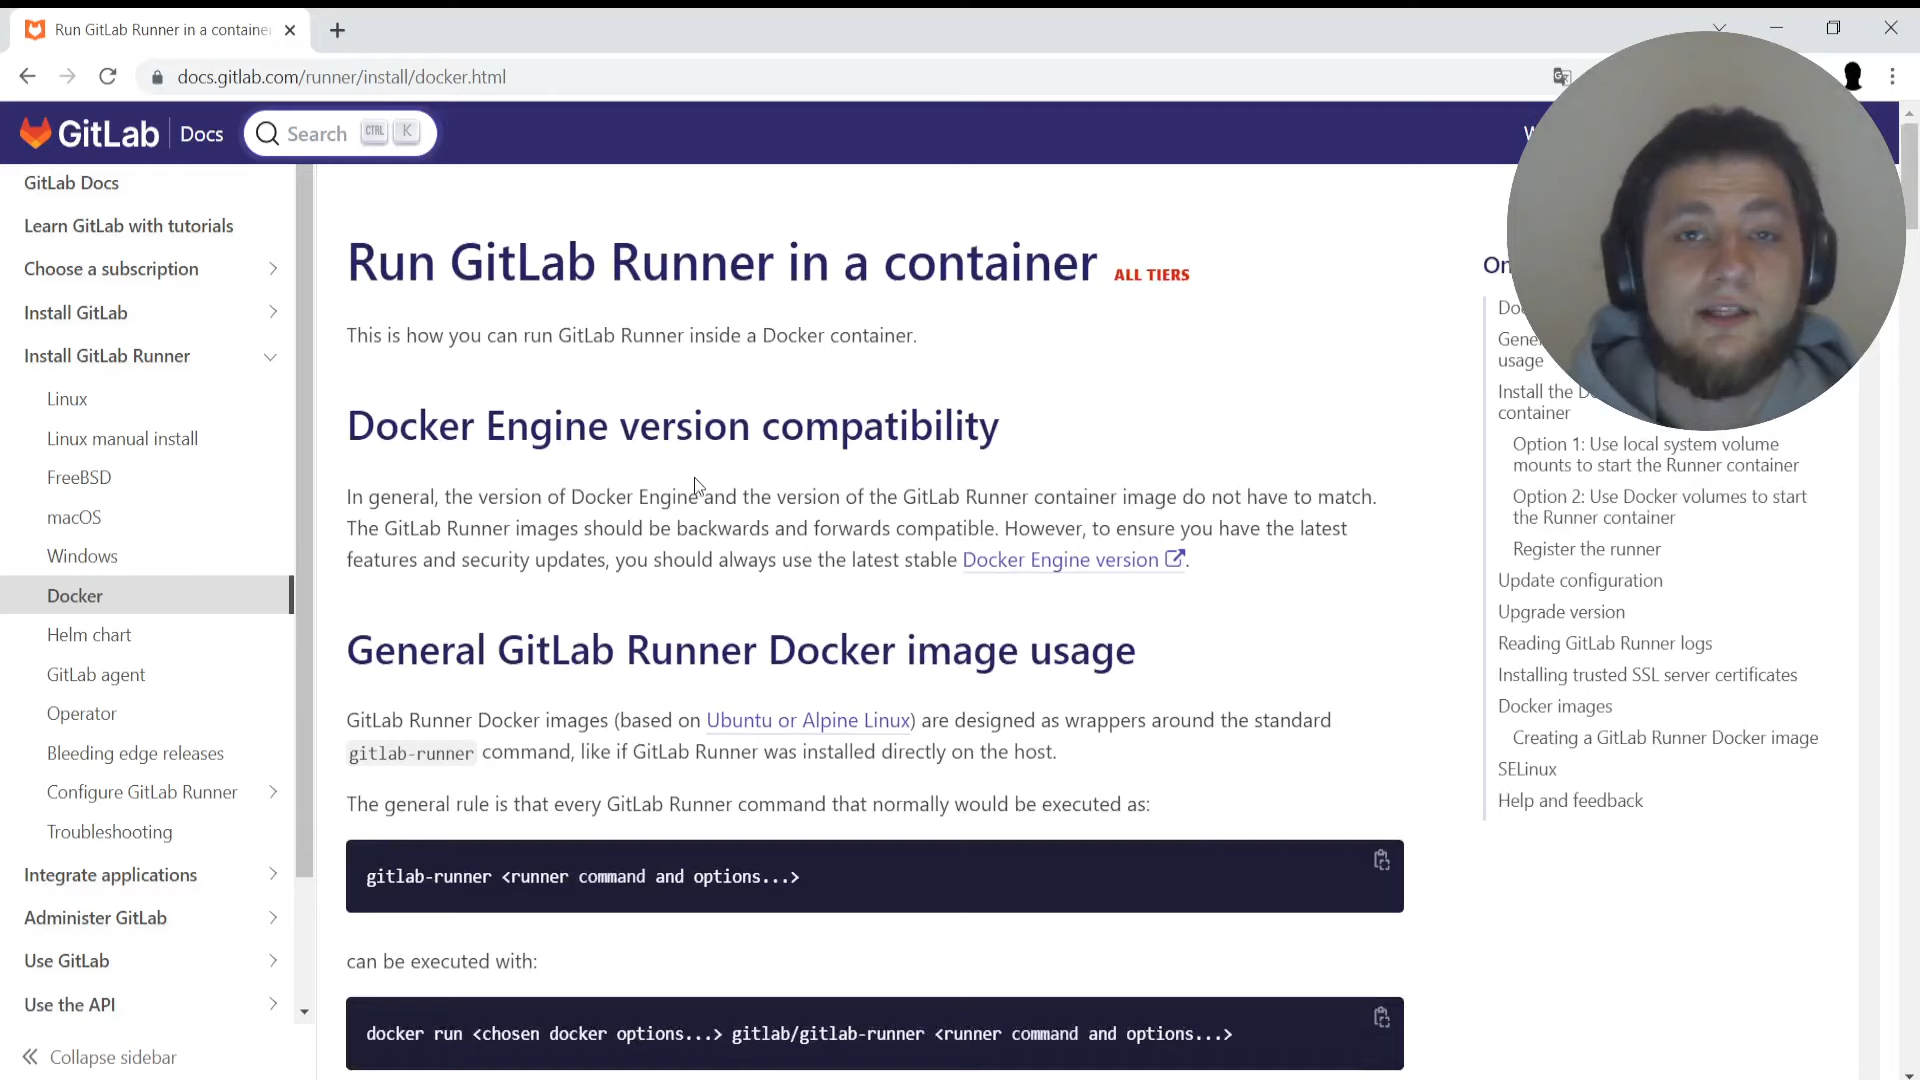 Run GitLab Runner in a container
docs.gitlab.com/runner/install/docker.html
GitLab Docs
Search CTRL K
GitLab Docs
Learn GitLab with tutorials
Choose a subscription
Install GitLab
Install GitLab Runner
Linux
Linux manual install
FreeBSD
macOS
Windows
Docker
Helm chart
GitLab agent
Operator
Bleeding edge releases
Configure GitLab Runner
Troubleshooting
Integrate applications
Administer GitLab
Use GitLab
Use the API
Collapse sidebar
Run GitLab Runner in a container ALL TIERS
This is how you can run GitLab Runner inside a Docker container.
Docker Engine version compatibility
In general, the version of Docker Engine and the version of the GitLab Runner container image do not have to match.
The GitLab Runner images should be backwards and forwards compatible. However, to ensure you have the latest
features and security updates, you should always use the latest stable Docker Engine version.
General GitLab Runner Docker image usage
GitLab Runner Docker images (based on Ubuntu or Alpine Linux) are designed as wrappers around the standard
gitlab-runner command, like if GitLab Runner was installed directly on the host.
The general rule is that every GitLab Runner command that normally would be executed as:
gitlab-runner <runner command and options...>
can be executed with:
docker run <chosen docker options...> gitlab/gitlab-runner <runner command and options...>
usage
Install the
container
Option 1: Use local system volume
mounts to start the Runner container
Option 2: Use Docker volumes to start
the Runner container
Register the runner
Update configuration
Upgrade version
Reading GitLab Runner logs
Installing trusted SSL server certificates
Docker images
Creating a GitLab Runner Docker image
SELinux
Help and feedback